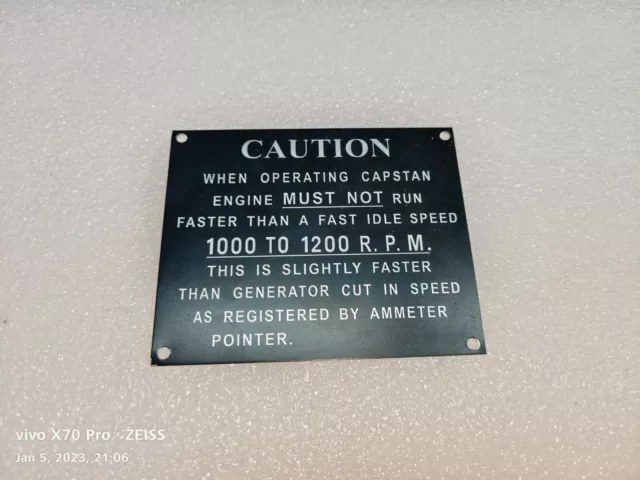 CAUTION
WHEN OPERATING CAPSTAN
ENGINE MUST NOT RUN
FASTER THAN A FAST IDLE SPEED
1000 TO 1200 R. P. M.
THIS IS SLIGHTLY FASTER
THAN GENERATOR CUT IN SPEED
AS REGISTERED BY AMMETER
POINTER.
vivo X70 Pro · ZEISS
Jan 5, 2023, 21:06